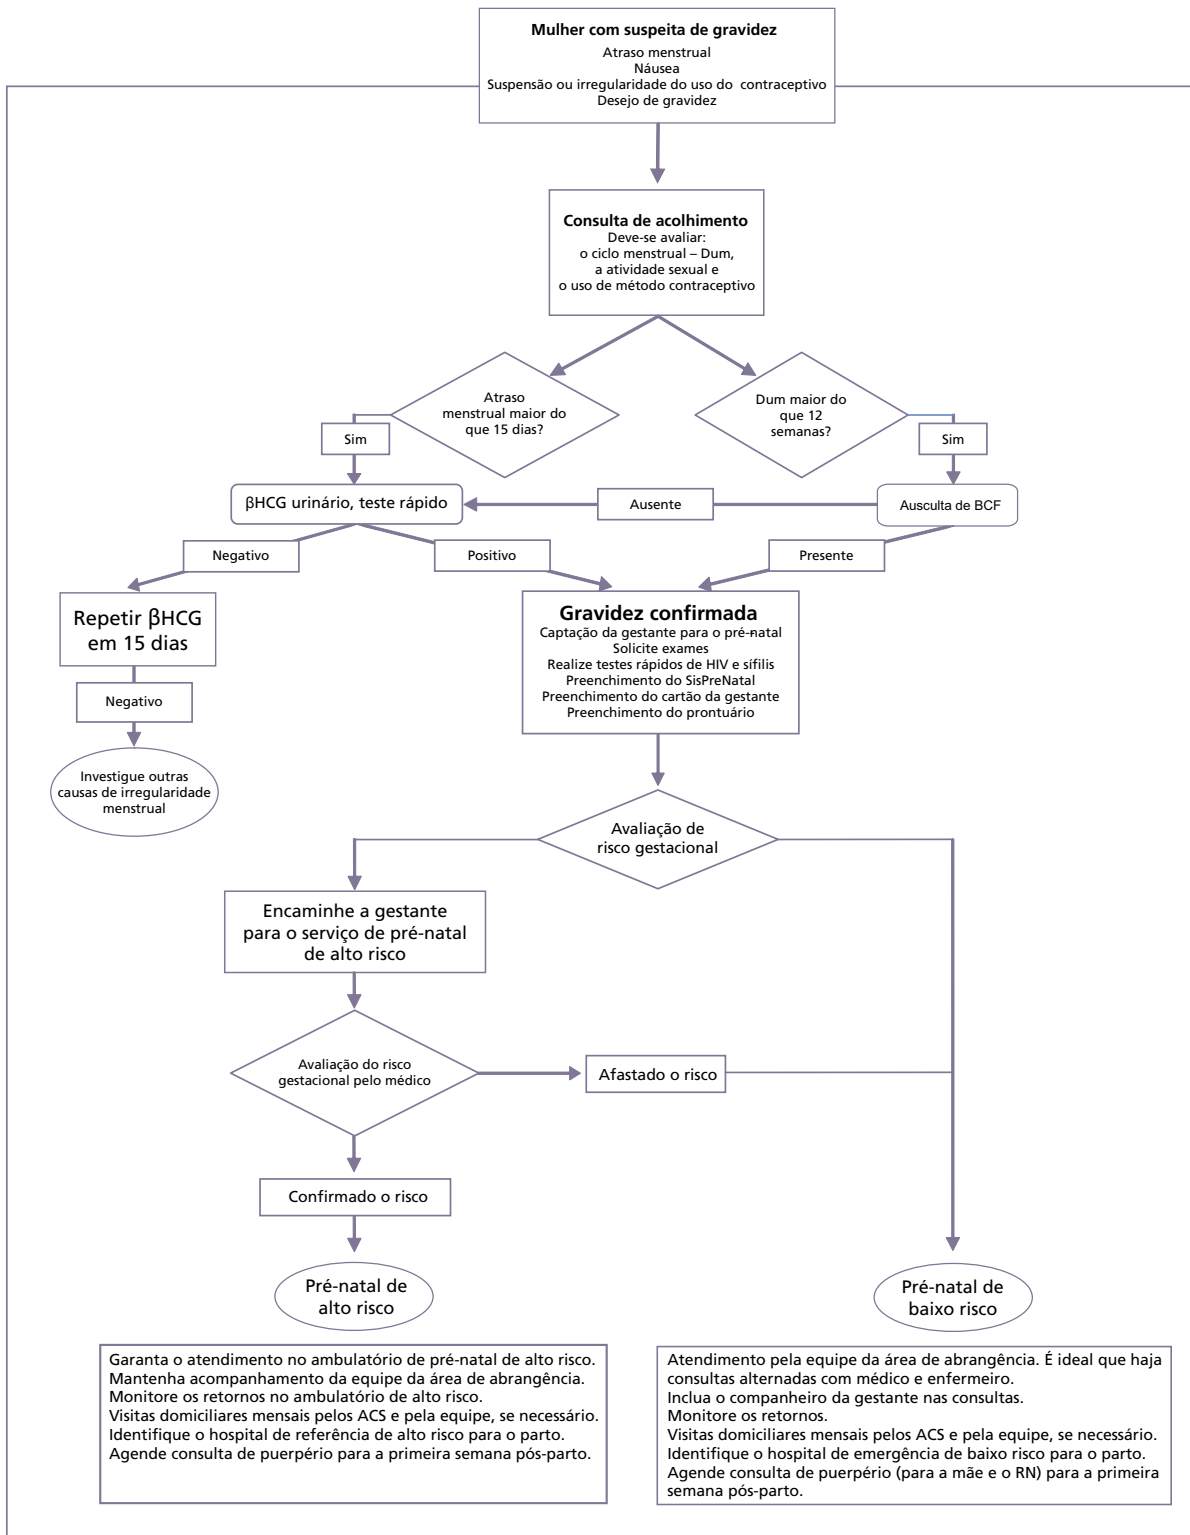 Mulher com suspeita de gravidez
Atraso menstrual
Náusea
Suspensão ou irregularidade do uso do contraceptivo
Desejo de gravidez
Consulta de acolhimento
Deve-se avaliar:
o ciclo menstrual – Dum,
a atividade sexual e
o uso de método contraceptivo
Atraso
menstrual maior do
que 15 dias?
Dum maior do
que 12
semanas?
Sim
Sim
βHCG urinário, teste rápido
Ausente
Ausculta de BCF
Negativo
Positivo
Presente
Repetir βHCG
em 15 dias
Negativo
Investigue outras
causas de irregularidade
menstrual
Gravidez confirmada
Captação da gestante para o pré-natal
Solicite exames
Realize testes rápidos de HIV e sífilis
Preenchimento do SisPreNatal
Preenchimento do cartão da gestante
Preenchimento do prontuário
Avaliação de
risco gestacional
Encaminhe a gestante
para o serviço de pré-natal
de alto risco
Avaliação do risco
gestacional pelo médico
Afastado o risco
Confirmado o risco
Pré-natal de
alto risco
Pré-natal de
baixo risco
Garanta o atendimento no ambulatório de pré-natal de alto risco.
Mantenha acompanhamento da equipe da área de abrangência.
Monitore os retornos no ambulatório de alto risco.
Visitas domiciliares mensais pelos ACS e pela equipe, se necessário.
Identifique o hospital de referência de alto risco para o parto.
Agende consulta de puerpério para a primeira semana pós-parto.
Atendimento pela equipe da área de abrangência. É ideal que haja
consultas alternadas com médico e enfermeiro.
Inclua o companheiro da gestante nas consultas.
Monitore os retornos.
Visitas domiciliares mensais pelos ACS e pela equipe, se necessário.
Identifique o hospital de emergência de baixo risco para o parto.
Agende consulta de puerpério (para a mãe e o RN) para a primeira
semana pós-parto.